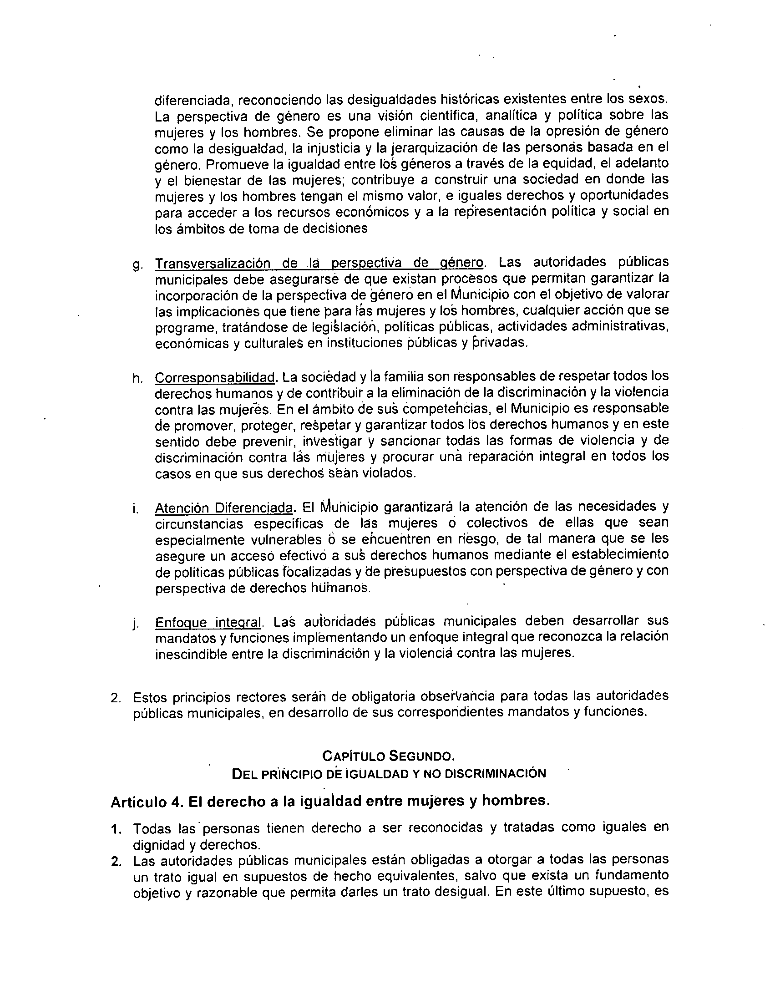 diferenciada, reconociendo las desigualdades históricas existentes entre los sexos.
La perspectiva de género es una visión científica, analítica y política sobre las
mujeres y los hombres. Se propone eliminar las causas de la opresión de género
como la desigualdad, la injusticia y la jerarquización de las personas basada en el
género. Promueve la igualdad entre los géneros a través de la equidad, el adelanto
y el bienestar de las mujeres; contribuye a construir una sociedad en donde las
mujeres y los hombres tengan el mismo valor, e iguales derechos y oportunidades
para acceder a los recursos económicos y a la representación política y social en
los ámbitos de toma de decisiones
g. Transversalización de la perspectiva de género. Las autoridades públicas
municipales debe asegurarse de que existan procesos que permitan garantizar la
incorporación de la perspectiva de género en el Municipio con el objetivo de valorar
las implicaciones que tiene para las mujeres y los hombres, cualquier acción que se
programe, tratándose de legislación, políticas públicas, actividades administrativas,
económicas y culturales en instituciones públicas y privadas.
h. Corresponsabilidad. La sociedad y la familia son responsables de respetar todos los
derechos humanos y de contribuir a la eliminación de la discriminación y la violencia
contra las mujeres. En el ámbito de sus competencias, el Municipio es responsable
de promover, proteger, respetar y garantizar todos los derechos humanos y en este
sentido debe prevenir, investigar y sancionar todas las formas de violencia y de
discriminación contra las mujeres y procurar una reparación integral en todos los
casos en que sus derechos sean violados.
i. Atención Diferenciada. El Municipio garantizará la atención de las necesidades y
circunstancias específicas de las mujeres o colectivos de ellas que sean
especialmente vulnerables o se encuentren en riesgo, de tal manera que se les
asegure un acceso efectivo a sus derechos humanos mediante el establecimiento
de políticas públicas focalizadas y de presupuestos con perspectiva de género y con
perspectiva de derechos humanos.
j. Enfoque integral. Las autoridades públicas municipales deben desarrollar sus
mandatos y funciones implementando un enfoque integral que reconozca la relación
inescindible entre la discriminación y la violencia contra las mujeres.
2. Estos principios rectores serán de obligatoria observancia para todas las autoridades
públicas municipales, en desarrollo de sus correspondientes mandatos y funciones.
CAPÍTULO SEGUNDO.
DEL PRINCIPIO DE IGUALDAD Y NO DISCRIMINACIÓN
Artículo 4. El derecho a la igualdad entre mujeres y hombres.
1. Todas las personas tienen derecho a ser reconocidas y tratadas como iguales en
dignidad y derechos.
2. Las autoridades públicas municipales están obligadas a otorgar a todas las personas
un trato igual en supuestos de hecho equivalentes, salvo que exista un fundamento
objetivo y razonable que permita darles un trato desigual. En este último supuesto, es